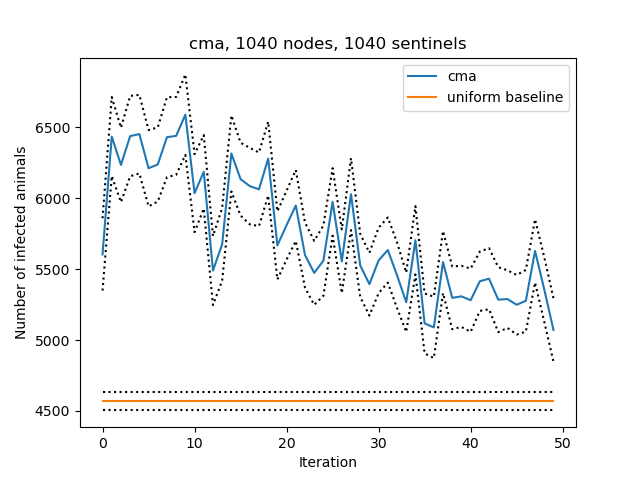 cma, 1040 nodes, 1040 sentinels
cma
uniform baseline
Number of infected animals
6500
6000
5500
5000
4500
0 10 20 30 40 50
Iteration